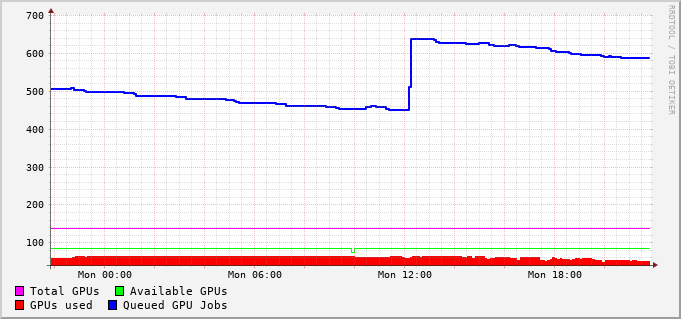 700
600
500
400
300
200
100
Mon 00:00 Mon 06:00 Mon 12:00 Mon 18:00
Total GPUs Available GPUs
GPUs used Queued GPU Jobs
RRDTOOL / TOBI OETIKER